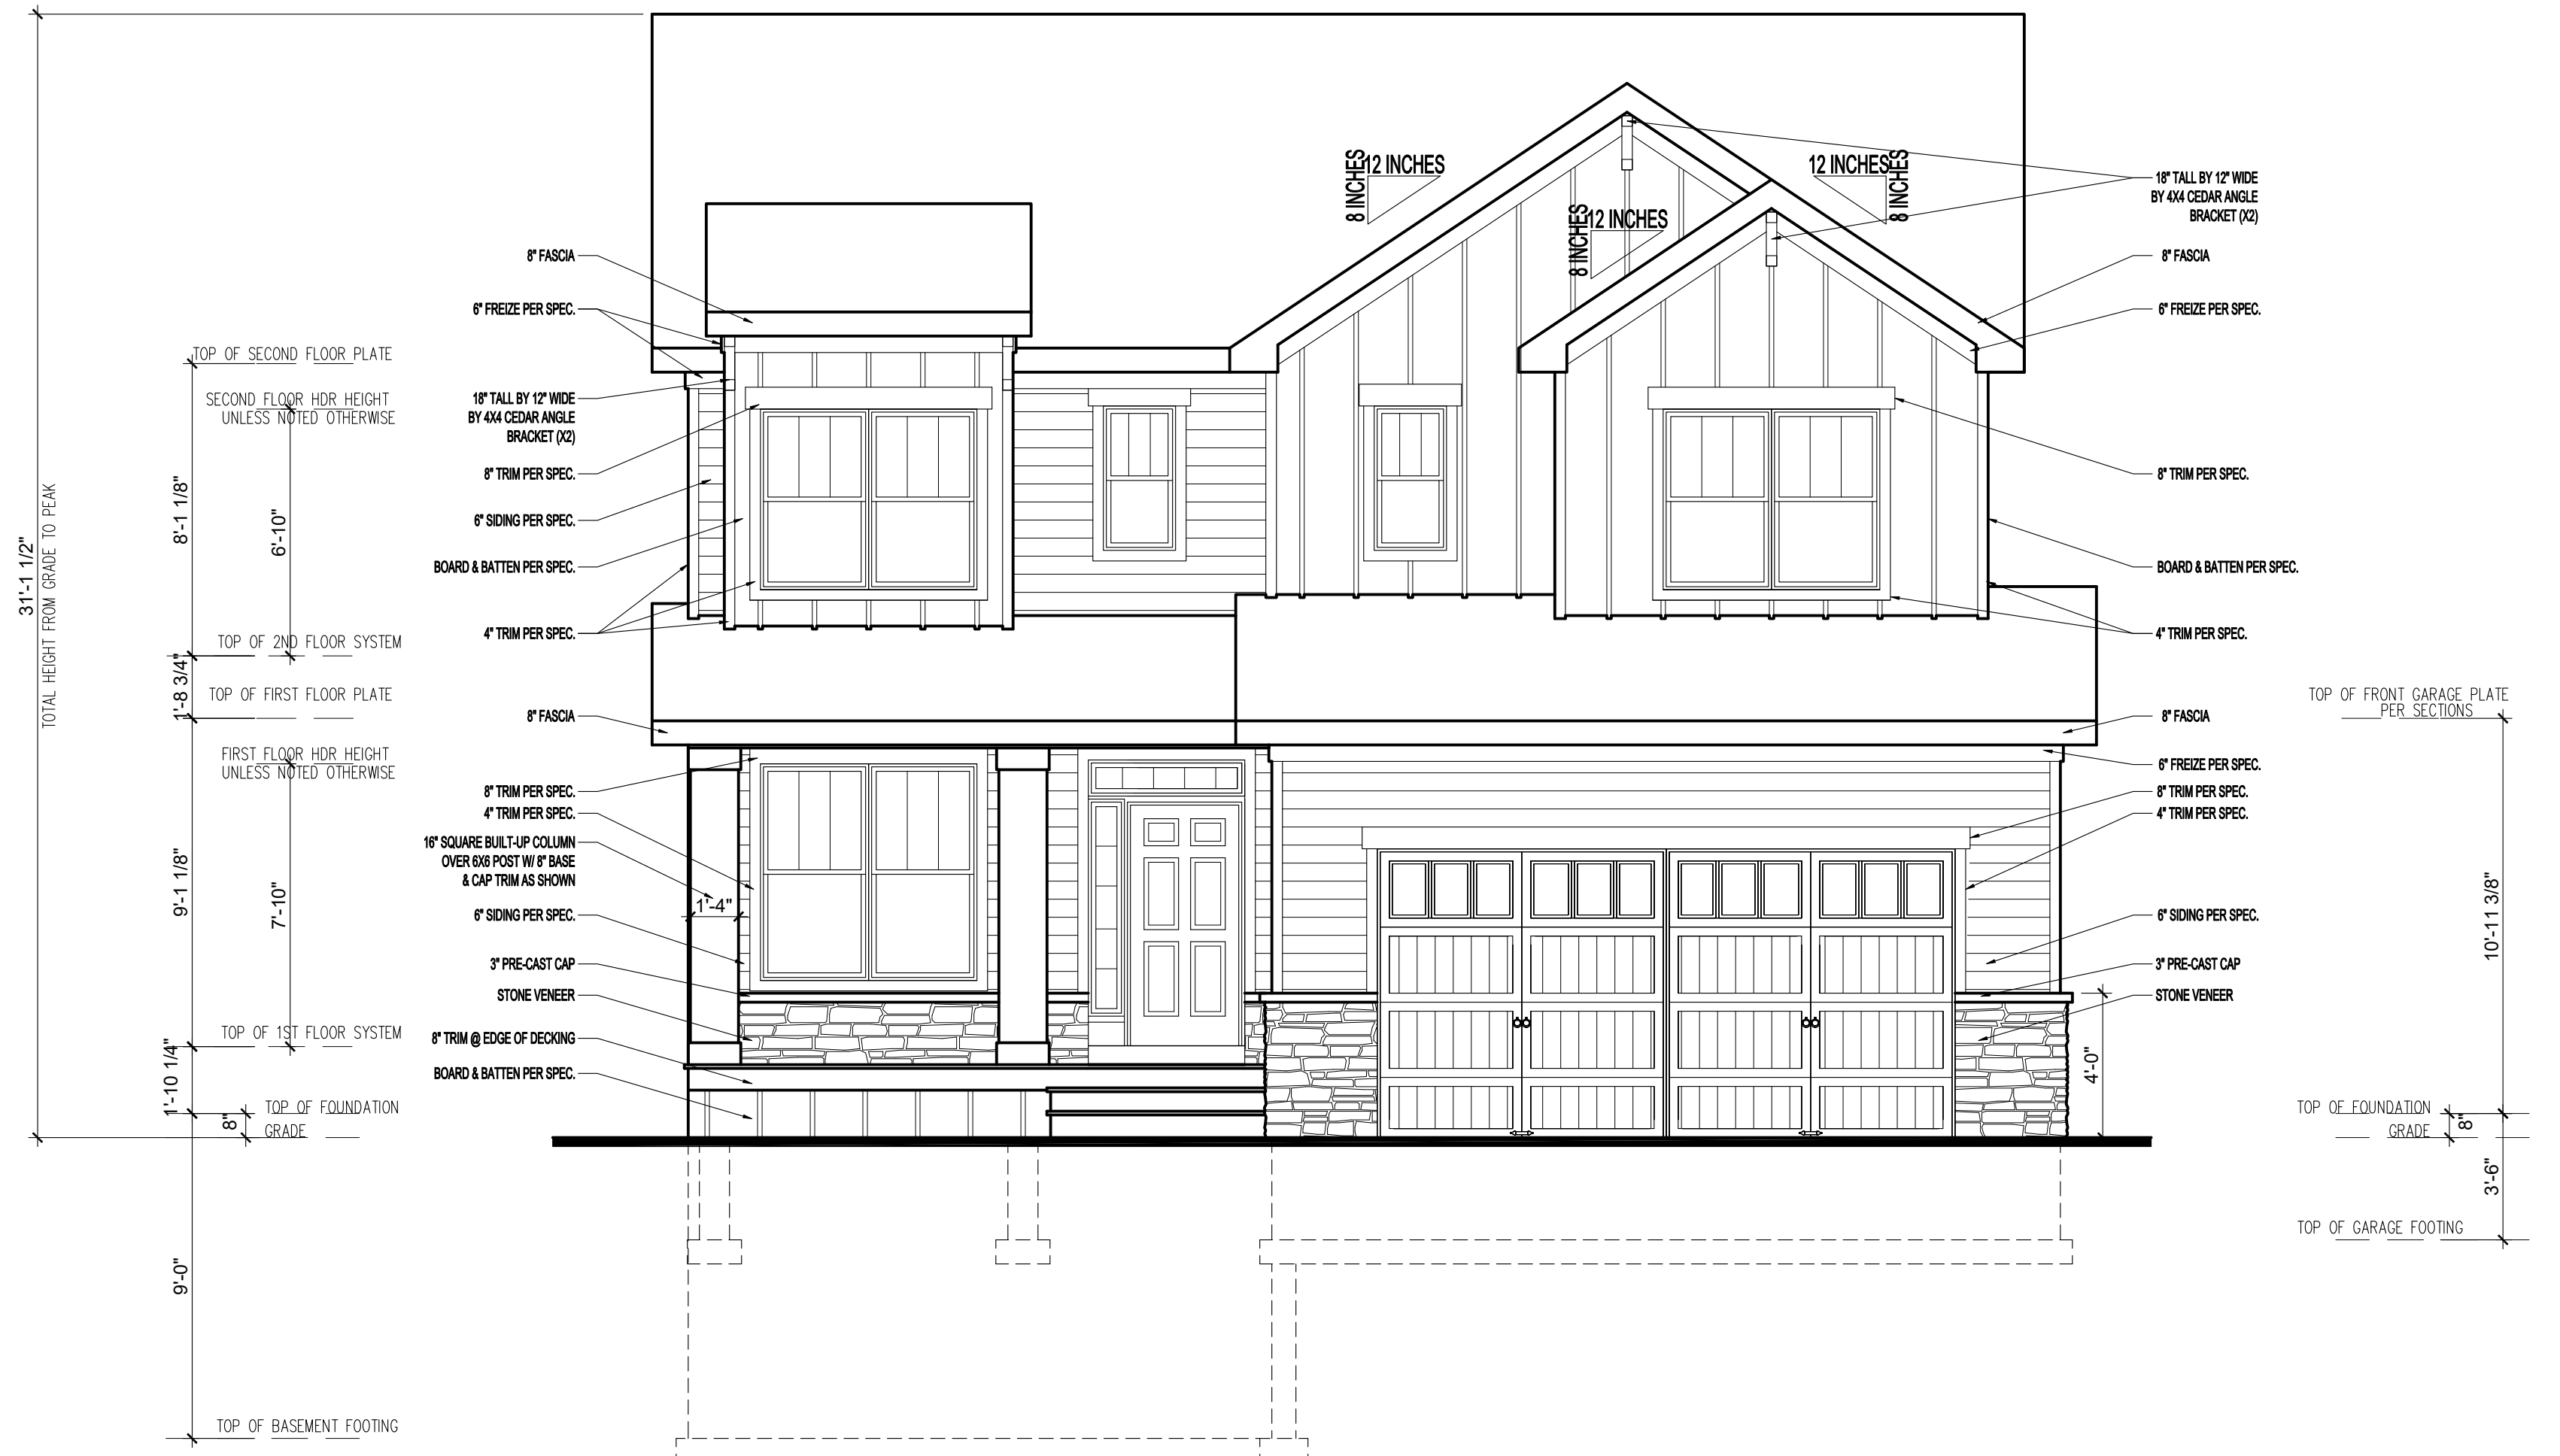 31'-1 1/2"
TOTAL HEIGHT FROM GRADE TO PEAK
TOP OF SECOND FLOOR PLATE
SECOND FLOOR HDR HEIGHT
UNLESS NOTED OTHERWISE
8'-1 1/8"
6'-10"
TOP OF 2ND FLOOR SYSTEM
1'-8 3/4"
TOP OF FIRST FLOOR PLATE
FIRST FLOOR HDR HEIGHT
UNLESS NOTED OTHERWISE
9'-1 1/8"
7'-10"
TOP OF 1ST FLOOR SYSTEM
1'-10 1/4"
TOP OF FOUNDATION
8"
GRADE
9'-0"
TOP OF BASEMENT FOOTING
8" FASCIA
6" FREIZE PER SPEC.
18" TALL BY 12" WIDE
BY 4X4 CEDAR ANGLE
BRACKET (X2)
8" TRIM PER SPEC.
6" SIDING PER SPEC.
BOARD & BATTEN PER SPEC.
4" TRIM PER SPEC.
8" FASCIA
8" TRIM PER SPEC.
4" TRIM PER SPEC.
16" SQUARE BUILT-UP COLUMN
OVER 6X6 POST W/ 8" BASE
& CAP TRIM AS SHOWN
1'-4"
6" SIDING PER SPEC.
3" PRE-CAST CAP
STONE VENEER
8" TRIM @ EDGE OF DECKING
BOARD & BATTEN PER SPEC.
12 INCHES
8 INCHES
12 INCHES
8 INCHES
12 INCHES
8 INCHES
18" TALL BY 12" WIDE
BY 4X4 CEDAR ANGLE
BRACKET (X2)
8" FASCIA
6" FREIZE PER SPEC.
8" TRIM PER SPEC.
BOARD & BATTEN PER SPEC.
4" TRIM PER SPEC.
8" FASCIA
6" FREIZE PER SPEC.
8" TRIM PER SPEC.
4" TRIM PER SPEC.
6" SIDING PER SPEC.
3" PRE-CAST CAP
STONE VENEER
4'-0"
TOP OF FRONT GARAGE PLATE
PER SECTIONS
10'-11 3/8"
TOP OF FOUNDATION
8"
GRADE
3'-6"
TOP OF GARAGE FOOTING